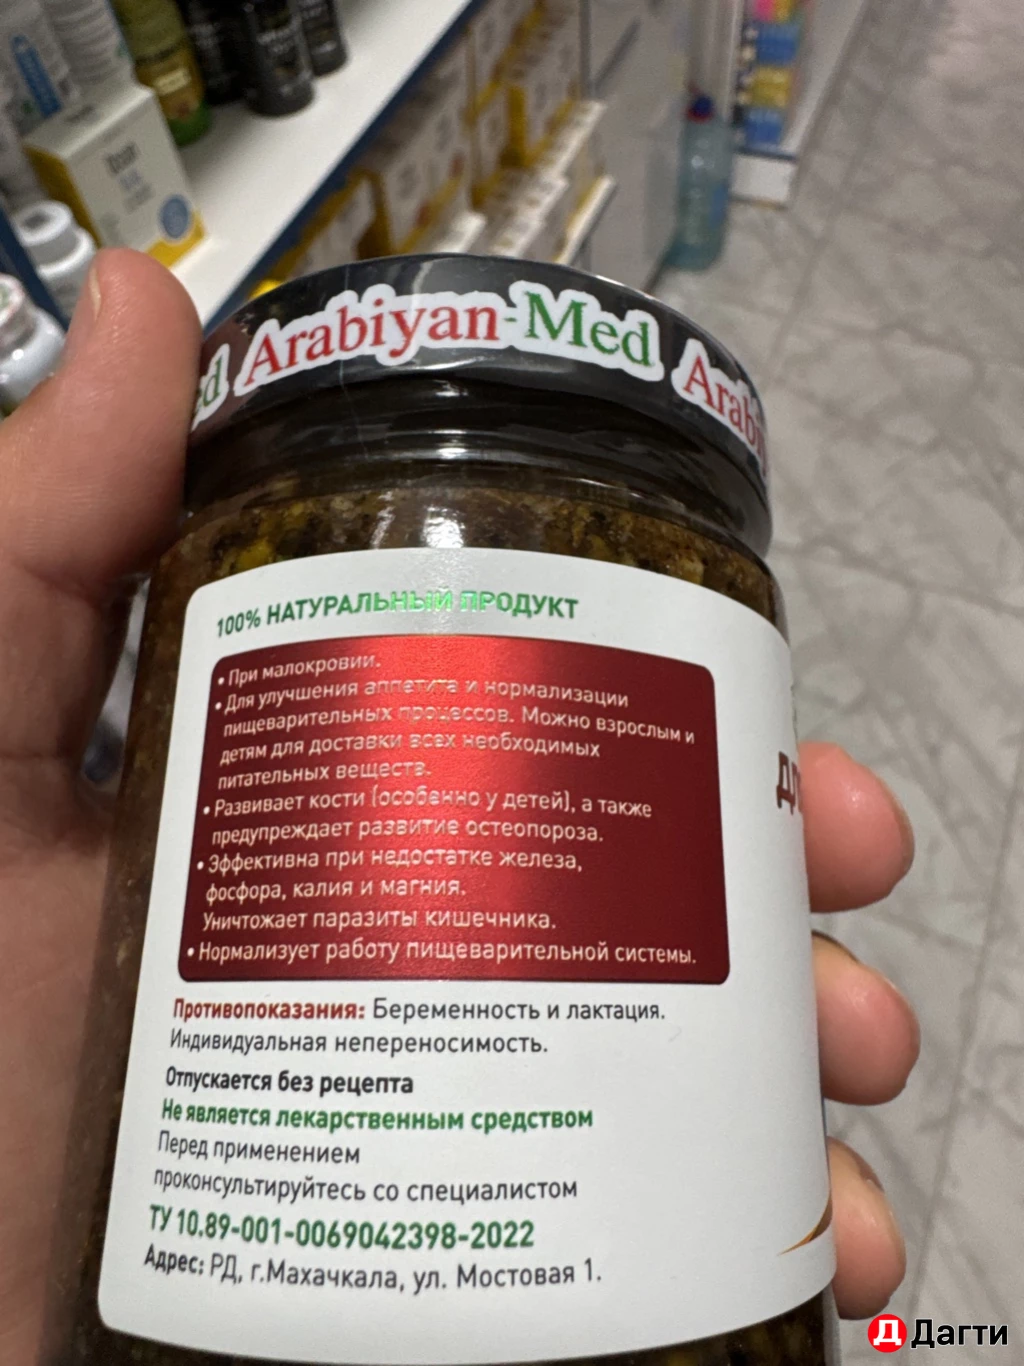 Arabiyan-Med
100% НАТУРАЛЬНЫЙ ПРОДУКТ
• При малокровии.
• Для улучшения аппетита и нормализации
пищеварительных процессов. Можно взрослым и
детям для доставки всех необходимых
питательных веществ.
• Развивает кости (особенно у детей), а также
предупреждает развитие остеопороза.
• Эффективна при недостатке железа,
фосфора, калия и магния.
Уничтожает паразиты кишечника.
• Нормализует работу пищеварительной системы.
Противопоказания: Беременность и лактация.
Индивидуальная непереносимость.
Отпускается без рецепта
Не является лекарственным средством
Перед применением
проконсультируйтесь со специалистом
ТУ 10.89-001-0069042398-2022
Адрес: РД, г.Махачкала, ул. Мостовая 1.
Д Дагти